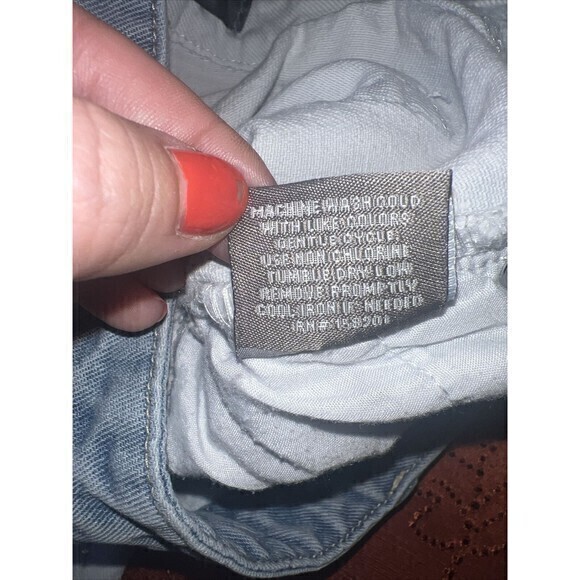 MACHINE WASH COLD
WITH LIKE COLORS
GENTLE CYCLE
USE NON CHLORINE
TUMBLE DRY LOW
REMOVE PROMPTLY
COOL IRON IF NEEDED
RN#: